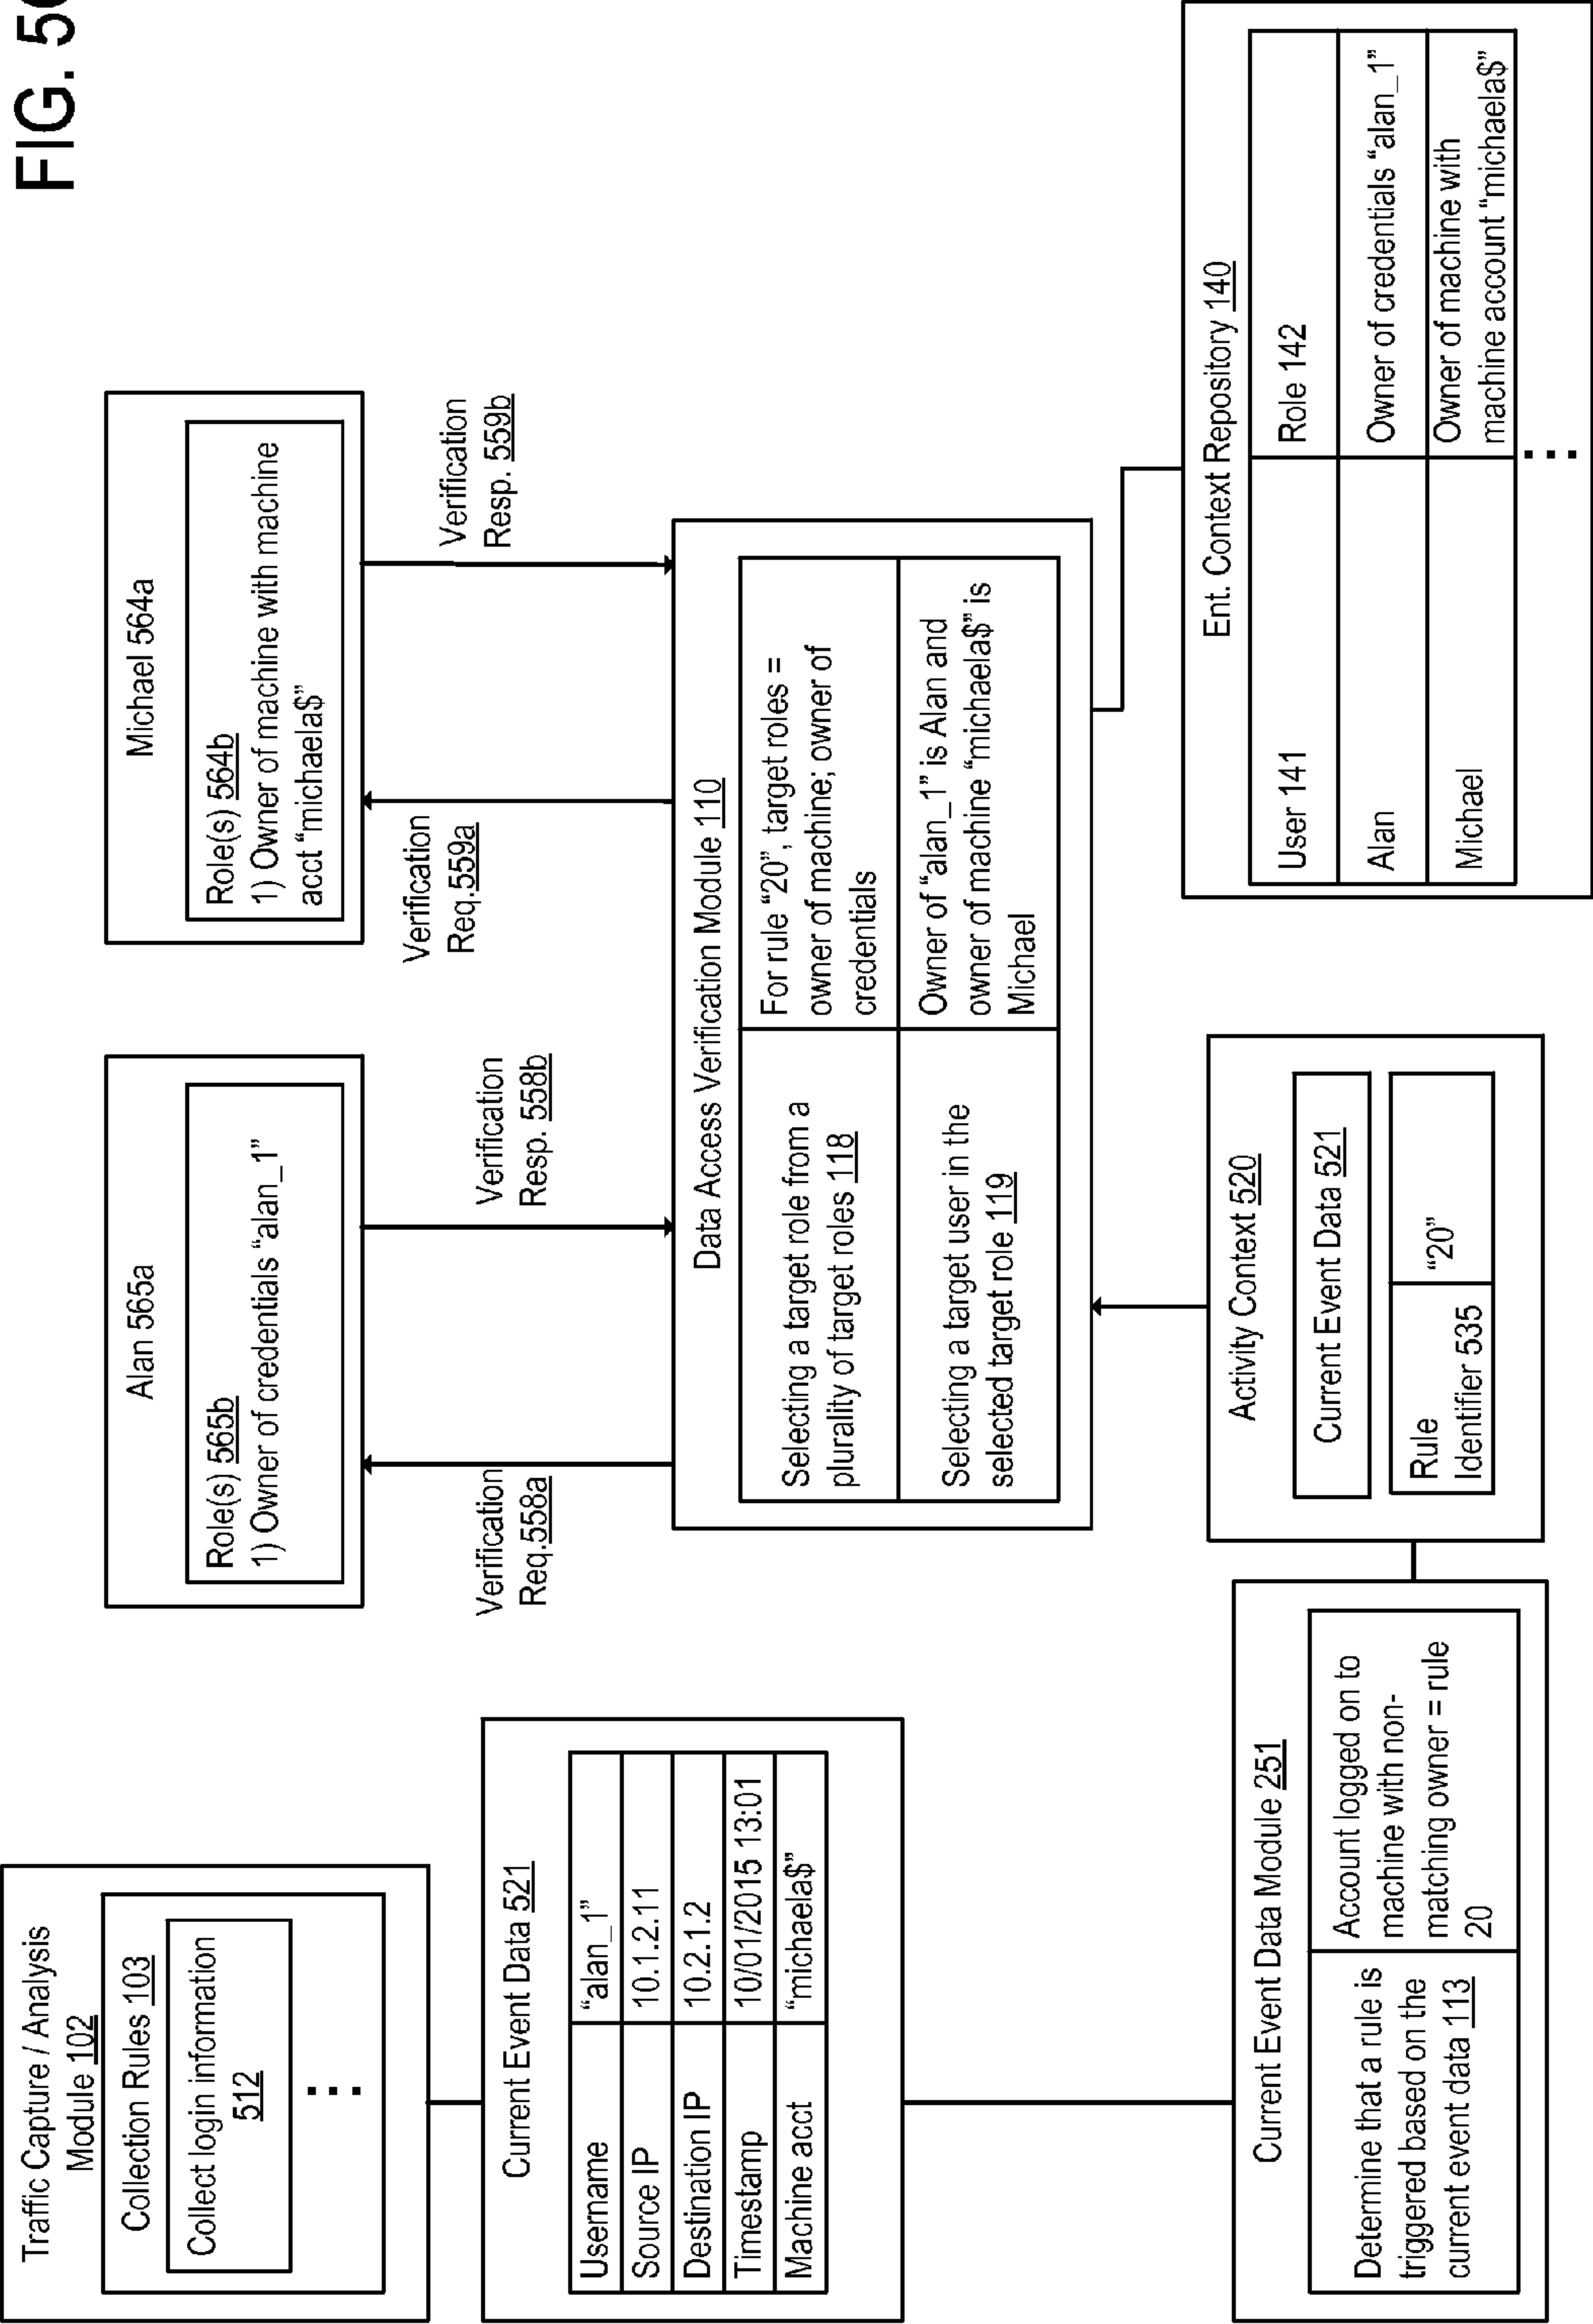 Traffic Capture / Analysis
Module 102
Collection Rules 103
Collect login information
512
Current Event Data 521
Username
“alan_1”
Source IP
10.1.2.11
Destination IP
10.2.1.2
Timestamp
10/01/2015 13:01
Machine acct
“michaela$”
Current Event Data Module 251
Determine that a rule is
triggered based on the
current event data 113
Account logged on to
machine with non-
matching owner = rule
20
Alan 565a
Role(s) 565b
1) Owner of credentials “alan_1”
Verification
Req.558a
Verification
Resp. 558b
Michael 564a
Role(s) 564b
1) Owner of machine with machine
acct “michaela$”
Verification
Req.559a
Verification
Resp. 559b
Data Access Verification Module 110
Selecting a target role from a
plurality of target roles 118
For rule “20”, target roles =
owner of machine; owner of
credentials
Selecting a target user in the
selected target role 119
Owner of “alan_1” is Alan and
owner of machine “michaela$” is
Michael
Activity Context 520
Current Event Data 521
Rule
Identifier 535
“20”
Ent. Context Repository 140
User 141
Role 142
Alan
Owner of credentials “alan_1”
Michael
Owner of machine with
machine account “michaela$”
FIG.